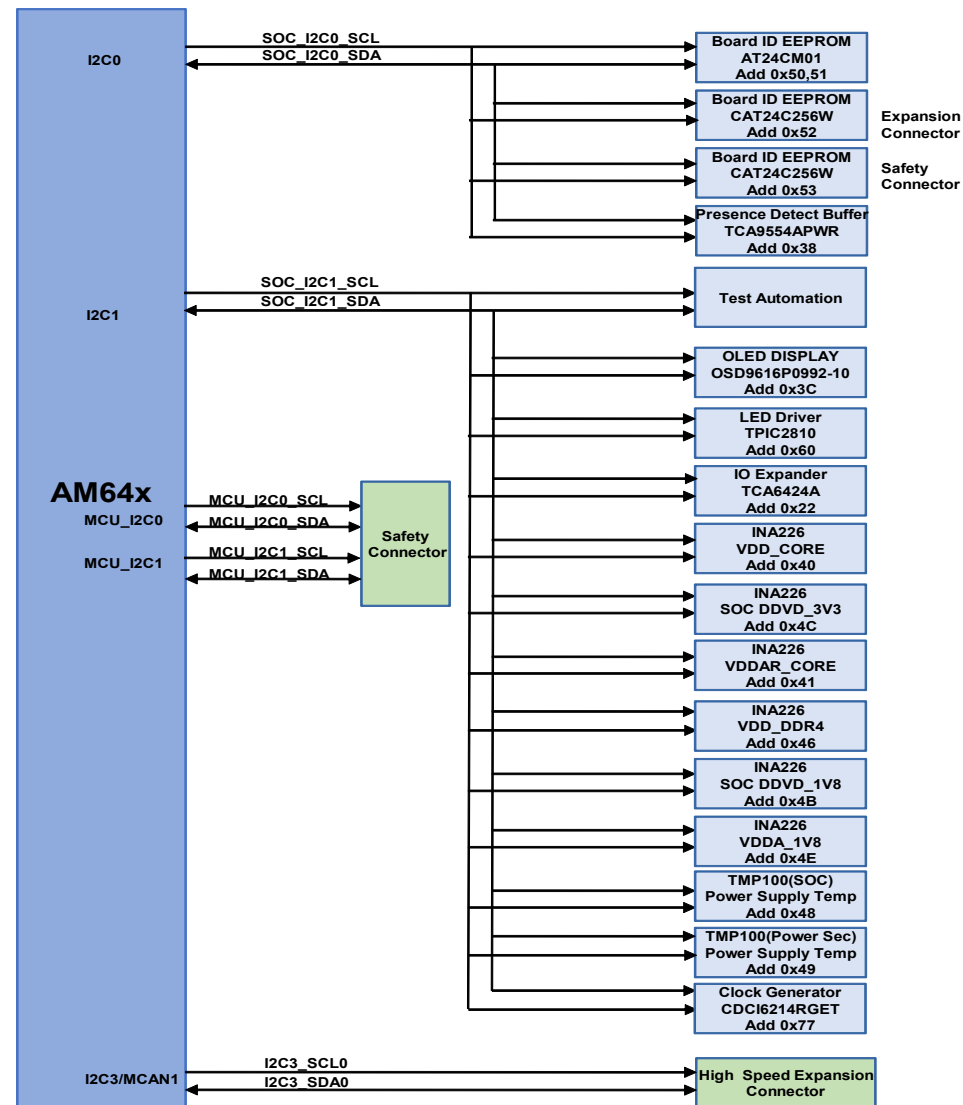 I2C0
SOC_I2C0_SCL
SOC_I2C0_SDA
Board ID EEPROM
AT24CM01
Add 0x50,51
Board ID EEPROM
CAT24C256W
Add 0x52
Expansion
Connector
Board ID EEPROM
CAT24C256W
Add 0x53
Safety
Connector
Presence Detect Buffer
TCA9554APWR
Add 0x38
I2C1
SOC_I2C1_SCL
SOC_I2C1_SDA
Test Automation
OLED DISPLAY
OSD9616P0992-10
Add 0x3C
LED Driver
TPIC2810
Add 0x60
IO Expander
TCA6424A
Add 0x22
AM64x
MCU_I2C0
MCU_I2C1
MCU_I2C0_SCL
MCU_I2C0_SDA
MCU_I2C1_SCL
MCU_I2C1_SDA
Safety
Connector
INA226
VDD_CORE
Add 0x40
INA226
SOC DDVD_3V3
Add 0x4C
INA226
VDDAR_CORE
Add 0x41
INA226
VDD_DDR4
Add 0x46
INA226
SOC DDVD_1V8
Add 0x4B
INA226
VDDA_1V8
Add 0x4E
TMP100(SOC)
Power Supply Temp
Add 0x48
TMP100(Power Sec)
Power Supply Temp
Add 0x49
Clock Generator
CDCI6214RGET
Add 0x77
I2C3/MCAN1
I2C3_SCL0
I2C3_SDA0
High Speed Expansion
Connector